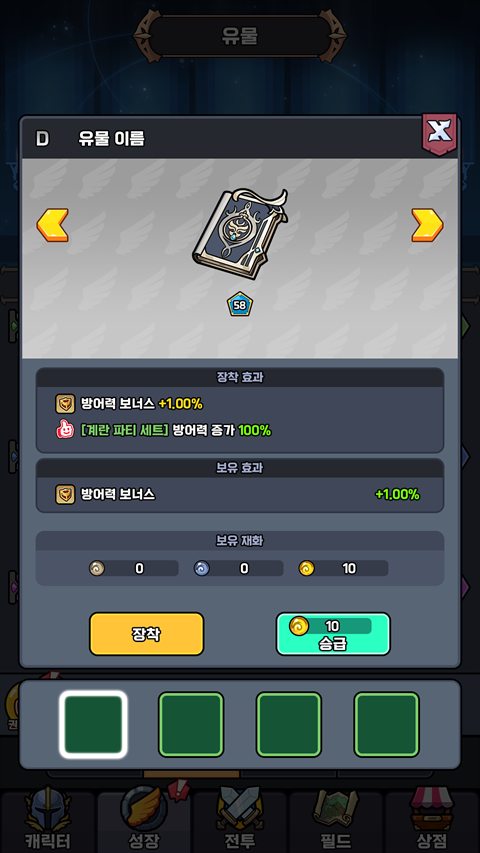 유물
D 유물 이름
58
장착 효과
방어력 보너스 +1.00%
[계란 파티 세트] 방어력 증가 100%
보유 효과
방어력 보너스 +1.00%
보유 재화
0 0 10
장착
10
승급
캐릭터 성장 전투 필드 상점